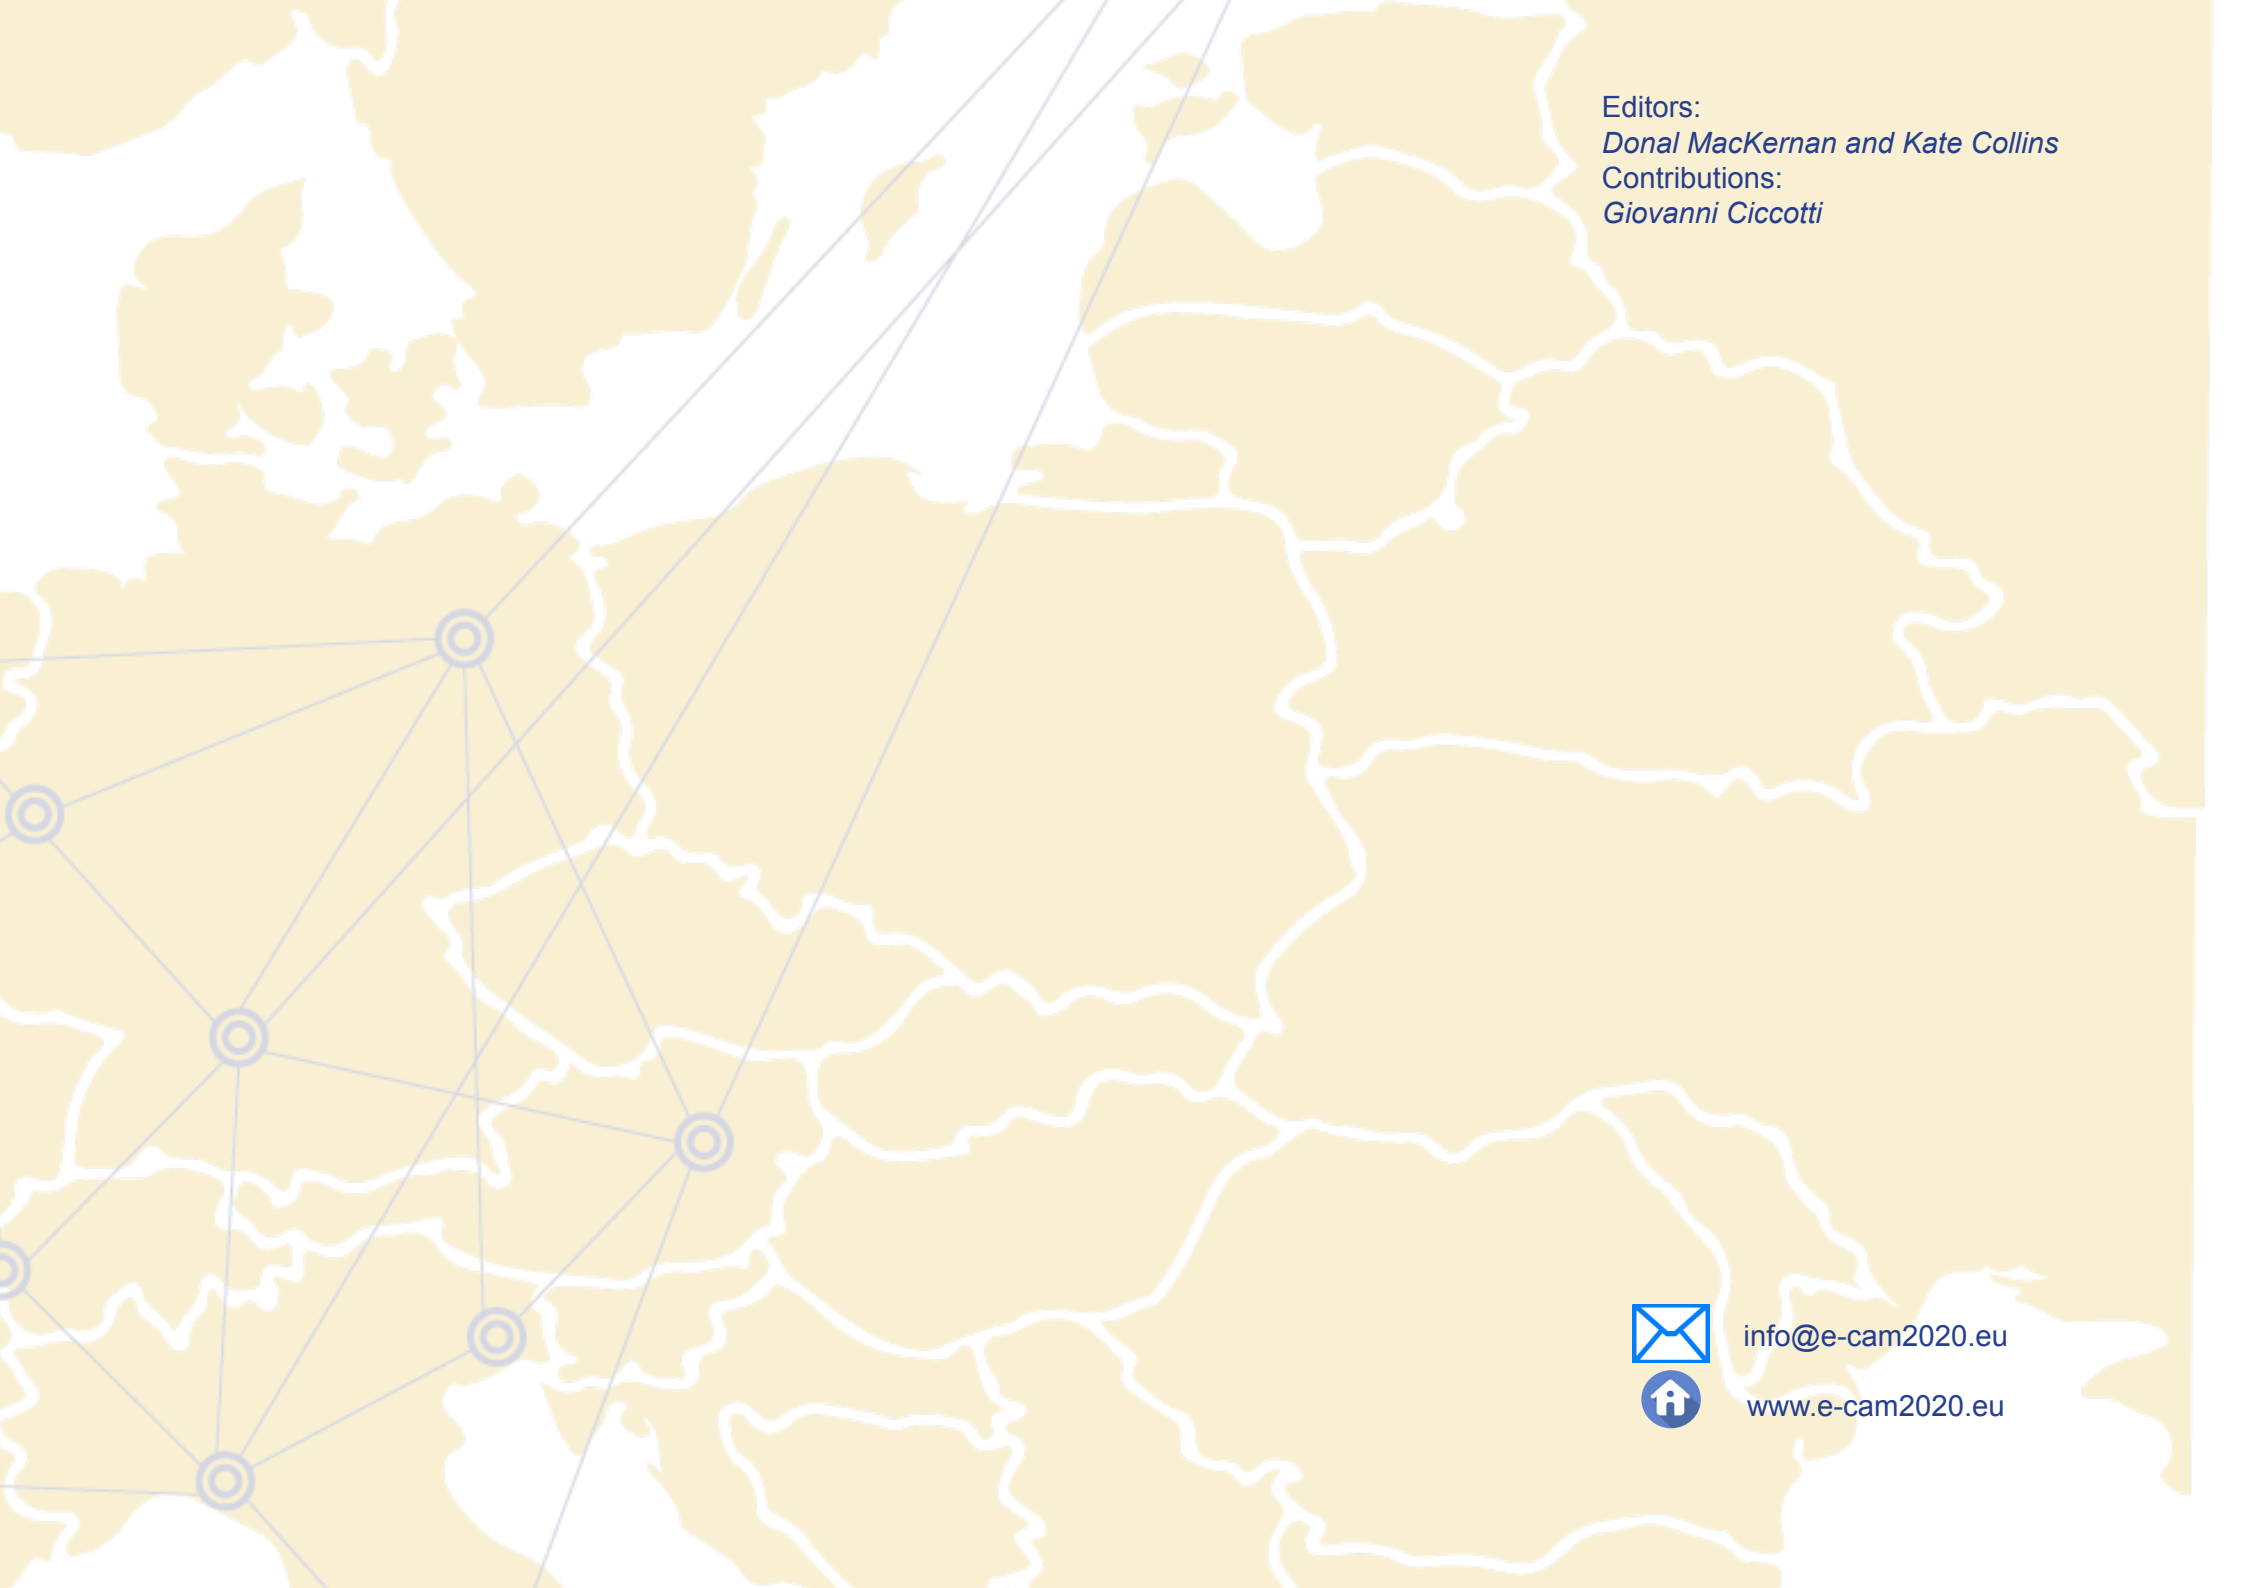 Editors:
Donal MacKernan and Kate Collins
Contributions:
Giovanni Ciccotti
info@e-cam2020.eu
www.e-cam2020.eu